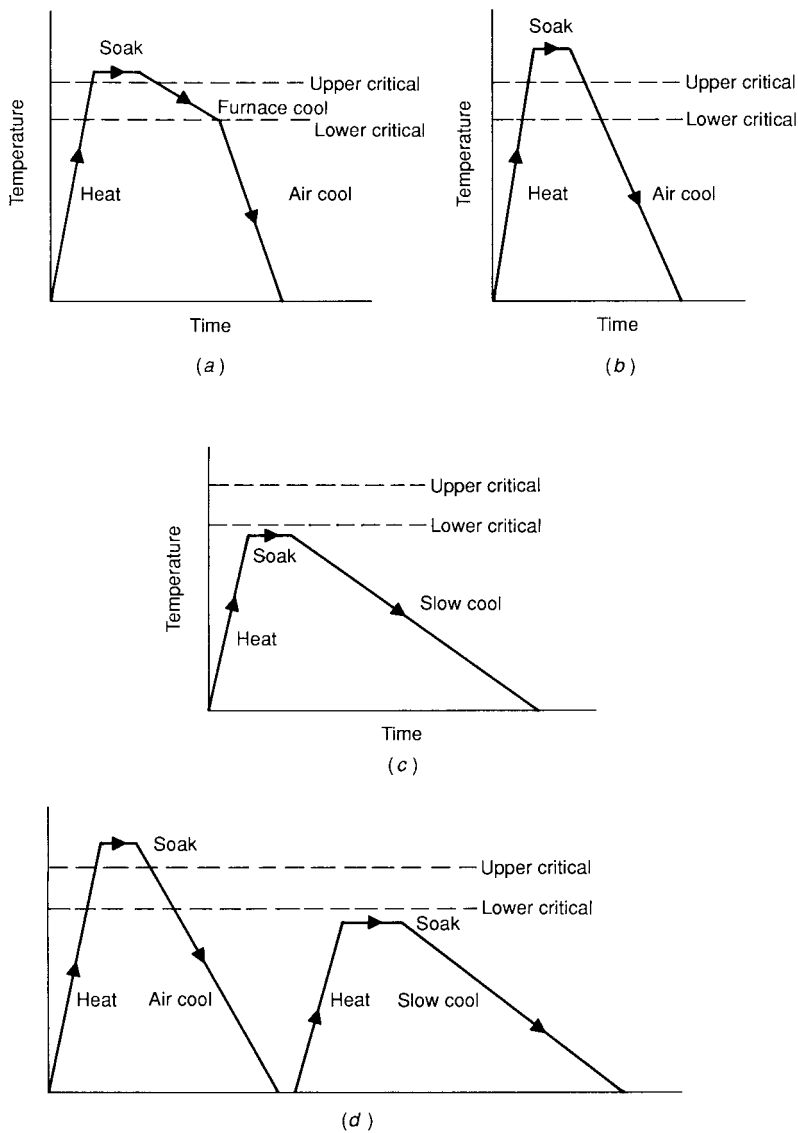 Soak
Upper critical
Furnace cool
Lower critical
Heat
Air cool
Temperature
Time
(a)
Soak
Upper critical
Lower critical
Heat
Air cool
Temperature
Time
(b)
Upper critical
Lower critical
Soak
Slow cool
Heat
Temperature
Time
(c)
Soak
Upper critical
Lower critical
Soak
Heat
Air cool
Heat
Slow cool
(d)